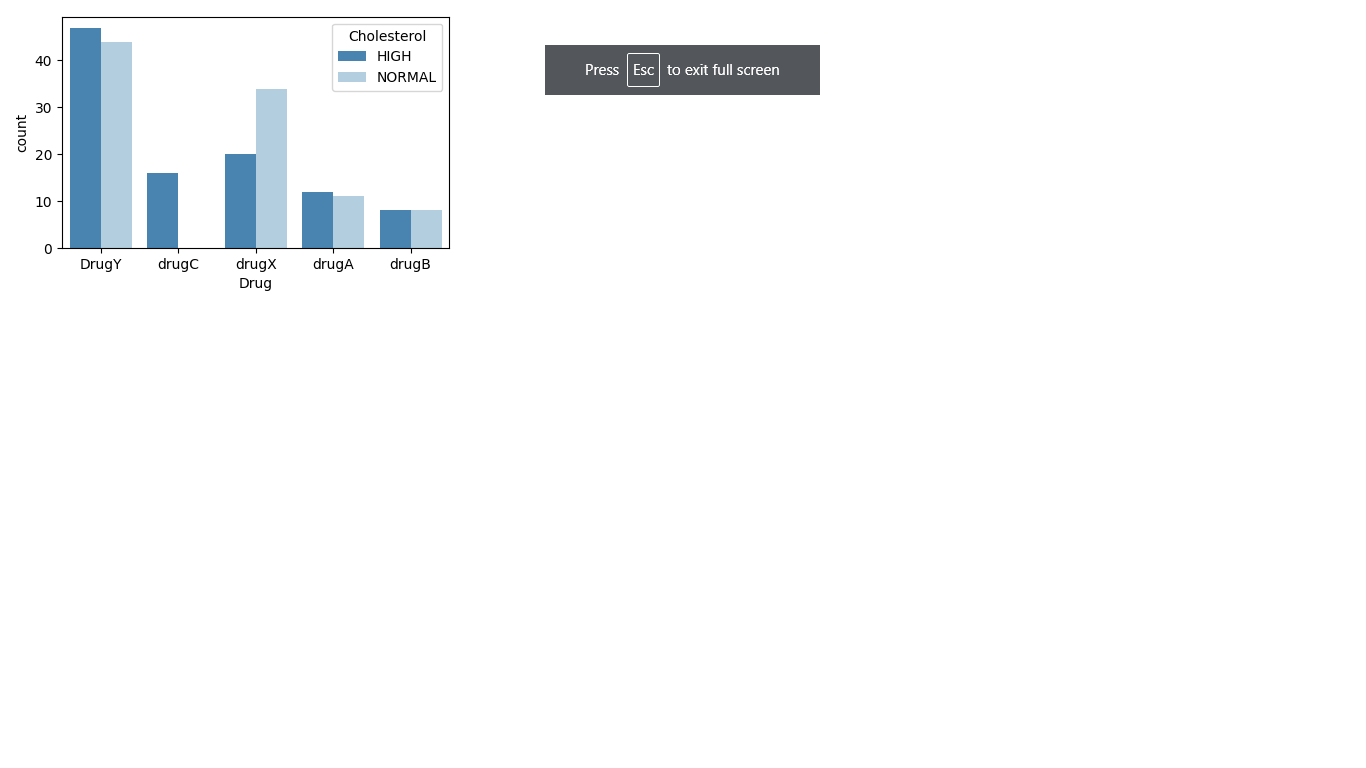 Cholesterol
HIGH
NORMAL
40
30
20
10
0
count
DrugY drugC drugX drugA drugB
Drug
Press Esc to exit full screen